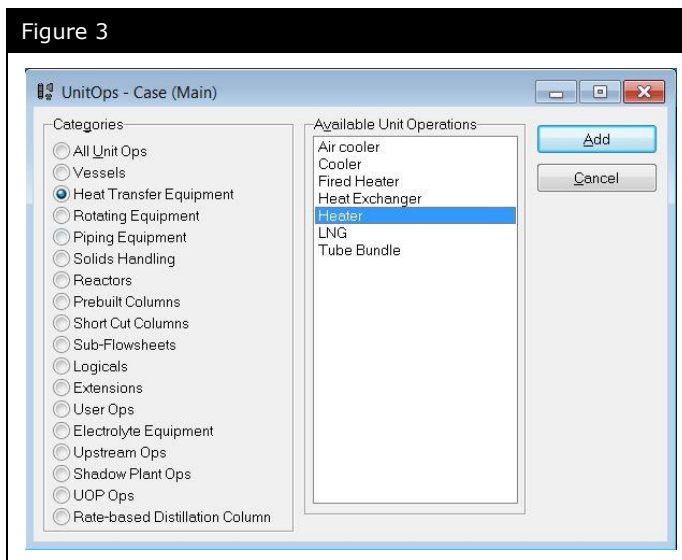 Figure 3
UnitOps - Case (Main)
Categories
All Unit Ops
Vessels
Heat Transfer Equipment
Rotating Equipment
Piping Equipment
Solids Handling
Reactors
Prebuilt Columns
Short Cut Columns
Sub-Flowsheets
Logicals
Extensions
User Ops
Electrolyte Equipment
Upstream Ops
Shadow Plant Ops
UOP Ops
Rate-based Distillation Column
Available Unit Operations
Air cooler
Cooler
Fired Heater
Heat Exchanger
Heater
LNG
Tube Bundle
Add
Cancel